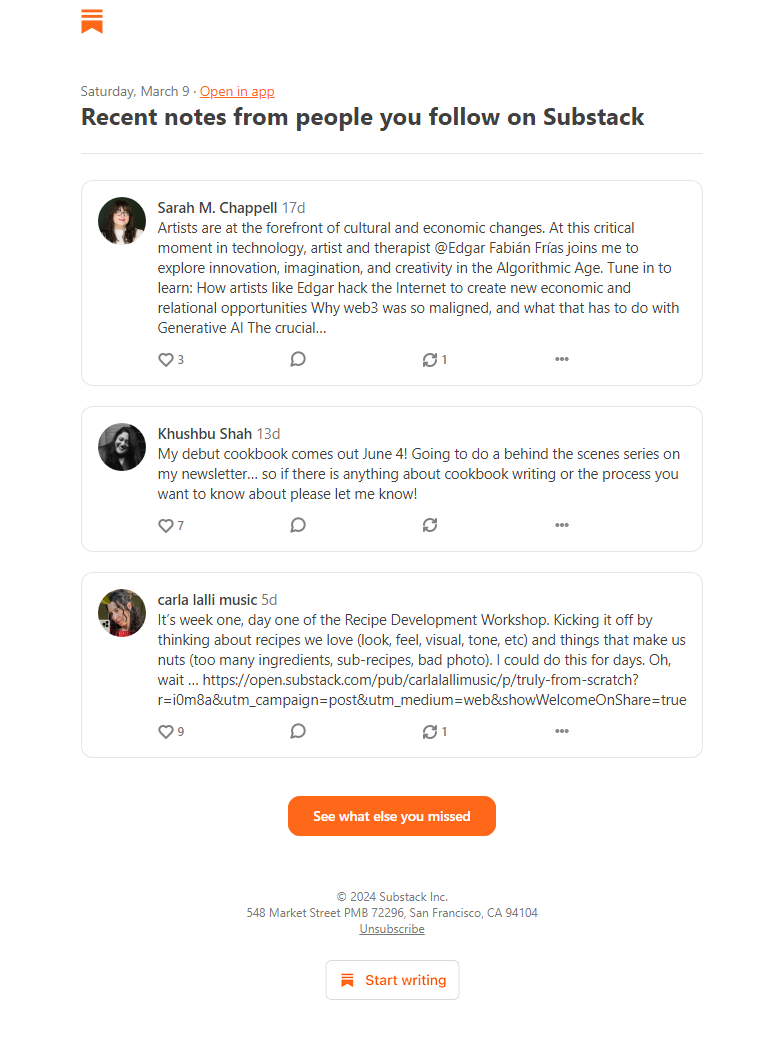 Saturday, March 9 · Open in app
Recent notes from people you follow on Substack
Sarah M. Chappell 17d
Artists are at the forefront of cultural and economic changes. At this critical
moment in technology, artist and therapist @Edgar Fabián Frías joins me to
explore innovation, imagination, and creativity in the Algorithmic Age. Tune in to
learn: How artists like Edgar hack the Internet to create new economic and
relational opportunities Why web3 was so maligned, and what that has to do with
Generative AI The crucial...
3 1
Khushbu Shah 13d
My debut cookbook comes out June 4! Going to do a behind the scenes series on
my newsletter... so if there is anything about cookbook writing or the process you
want to know about please let me know!
7
carla lalli music 5d
It's week one, day one of the Recipe Development Workshop. Kicking it off by
thinking about recipes we love (look, feel, visual, tone, etc) and things that make us
nuts (too many ingredients, sub-recipes, bad photo). I could do this for days. Oh,
wait ... https://open.substack.com/pub/carlalallimusic/p/truly-from-scratch?
r=i0m8a&utm_campaign=post&utm_medium=web&showWelcomeOnShare=true
9 1
See what else you missed
© 2024 Substack Inc.
548 Market Street PMB 72296, San Francisco, CA 94104
Unsubscribe
Start writing